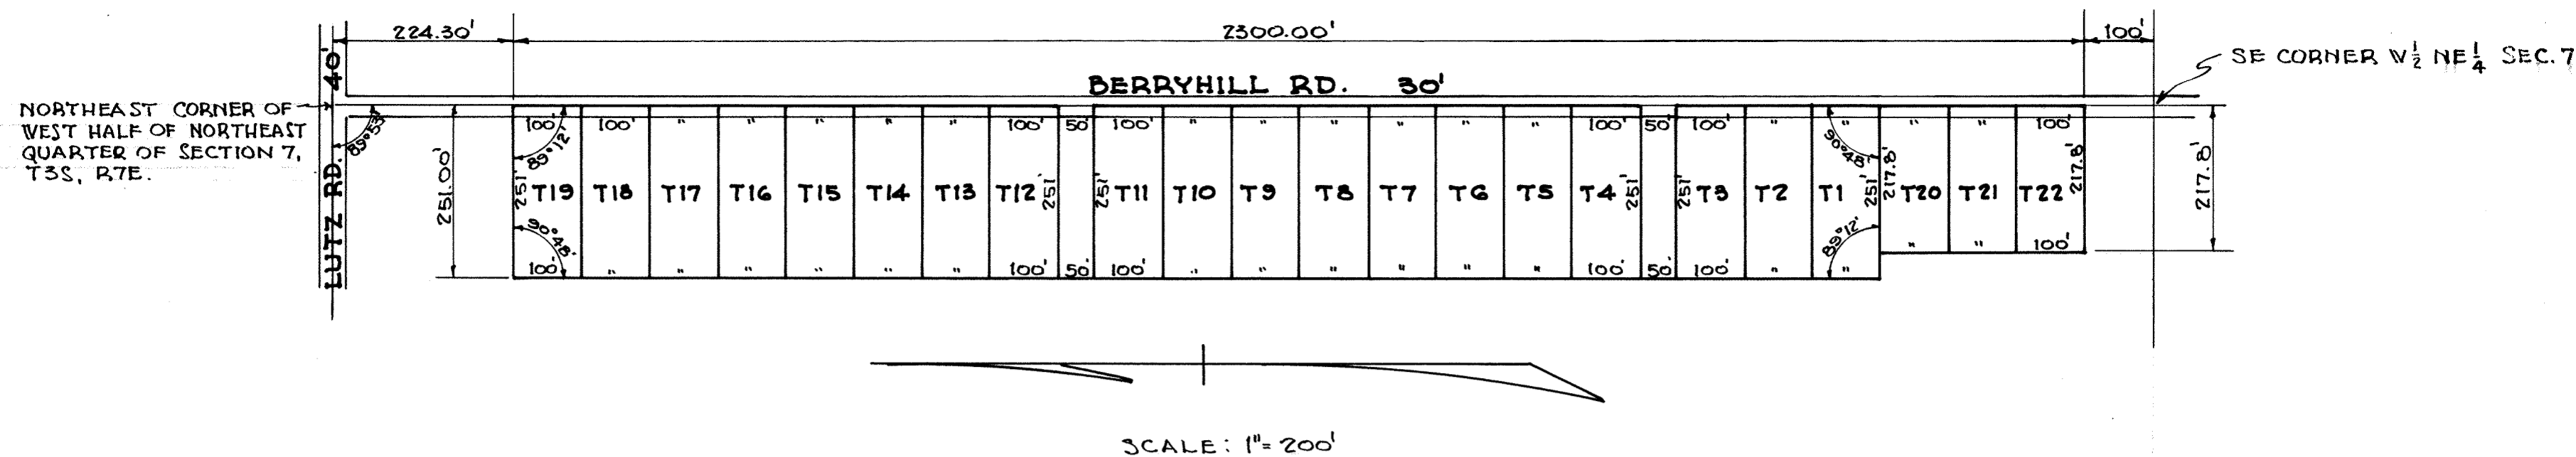 224.30' 2300.00' 100'
SE CORNER W½ NE¼ SEC. 7
LUTZ RD. 40'
BERRYHILL RD. 30'
NORTHEAST CORNER OF
WEST HALF OF NORTHEAST
QUARTER OF SECTION 7,
T3S, R7E.
89°53'
100' 100' " " " " " 100' 50' 100' " " " " " " 100' 50' 100' " " " " 100'
89°12' 90°48'
251.00' 251' T19 T18 T17 T16 T15 T14 T13 T12 251' 251' T11 T10 T9 T8 T7 T6 T5 T4 251' 251' T3 T2 T1 251' 217.8' T20 T21 T22 217.8' 217.8'
90°48' 89°12'
" " 100'
100' " " " " " " 100' 50' 100' " " " " " " 100' 50' 100' " "
SCALE: 1"= 200'